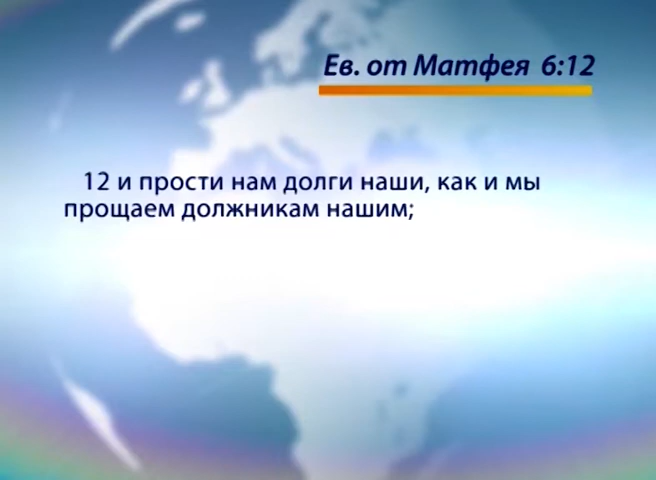 Ев. от Матфея 6:12
12 и прости нам долги наши, как и мы
прощаем должникам нашим;